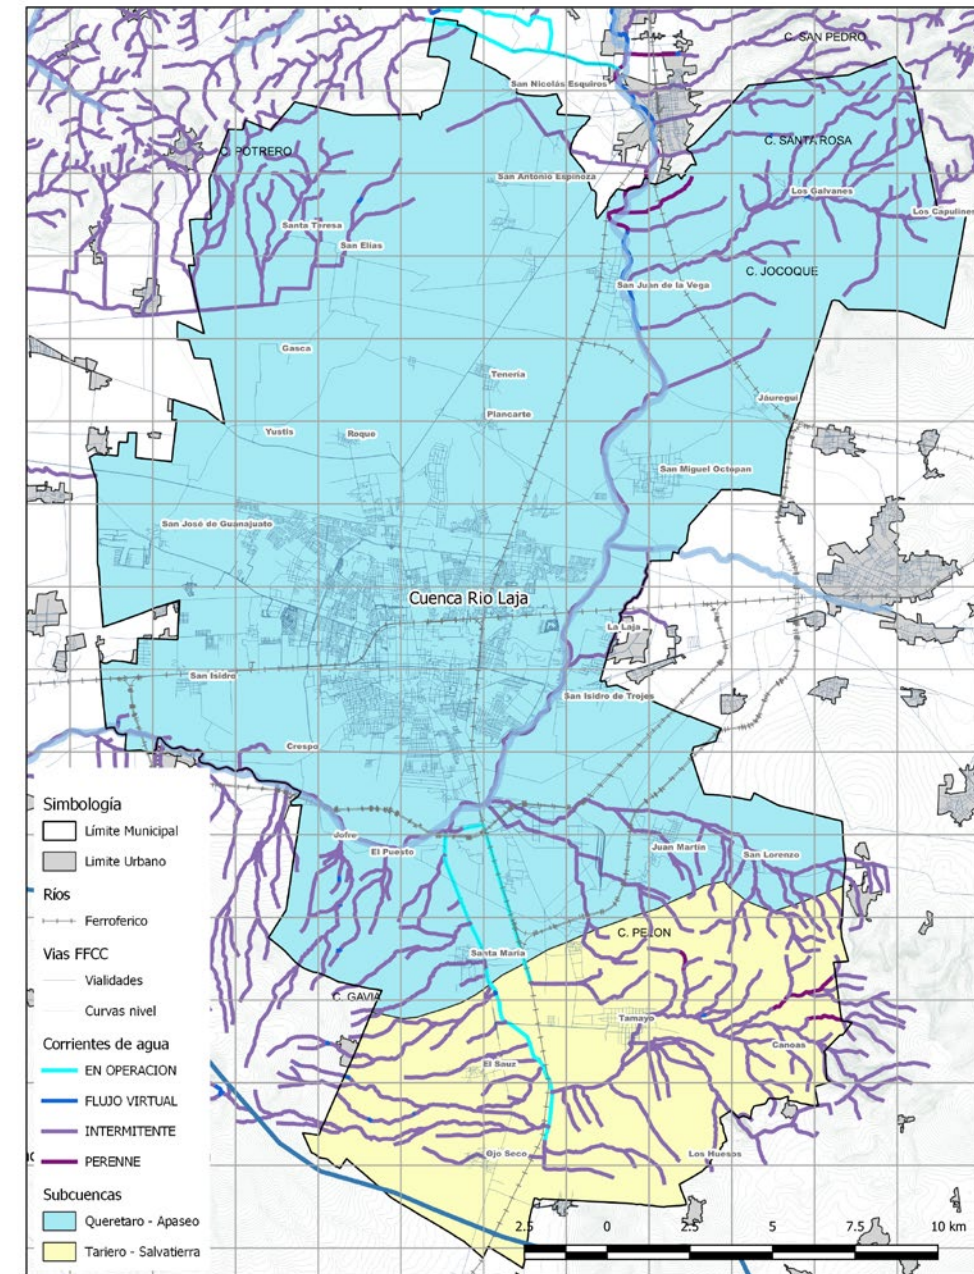 C. SAN PEDRO
San Nicolás Esquiros
C. SANTA ROSA
C. POTRERO
San Antonio Espinoza
Los Galvanes
Los Capuline
Santa Teresa
San Elías
C. JOCOQUE
San Juan de la Vega
Gasca
Tenería
Plancarte
Jáuregui
Yustis
Roque
San Miguel Octopan
San José de Guanajuato
Cuenca Rio Laja
La Laja
San Isidro
San Isidro de Trojes
Crespo
Jofre
El Puesto
Juan Martín
San Lorenzo
C. PELON
Santa María
C. GAVIA
Tamayo
Canoas
El Sauz
Ojo Seco
Los Huesos
Simbología
Límite Municipal
Limite Urbano
Ríos
Ferroferico
Vias FFCC
Vialidades
Curvas nivel
Corrientes de agua
EN OPERACION
FLUJO VIRTUAL
INTERMITENTE
PERENNE
Subcuencas
Queretaro - Apaseo
Tariero - Salvatierra
2.5 0 2.5 5 7.5 10 km